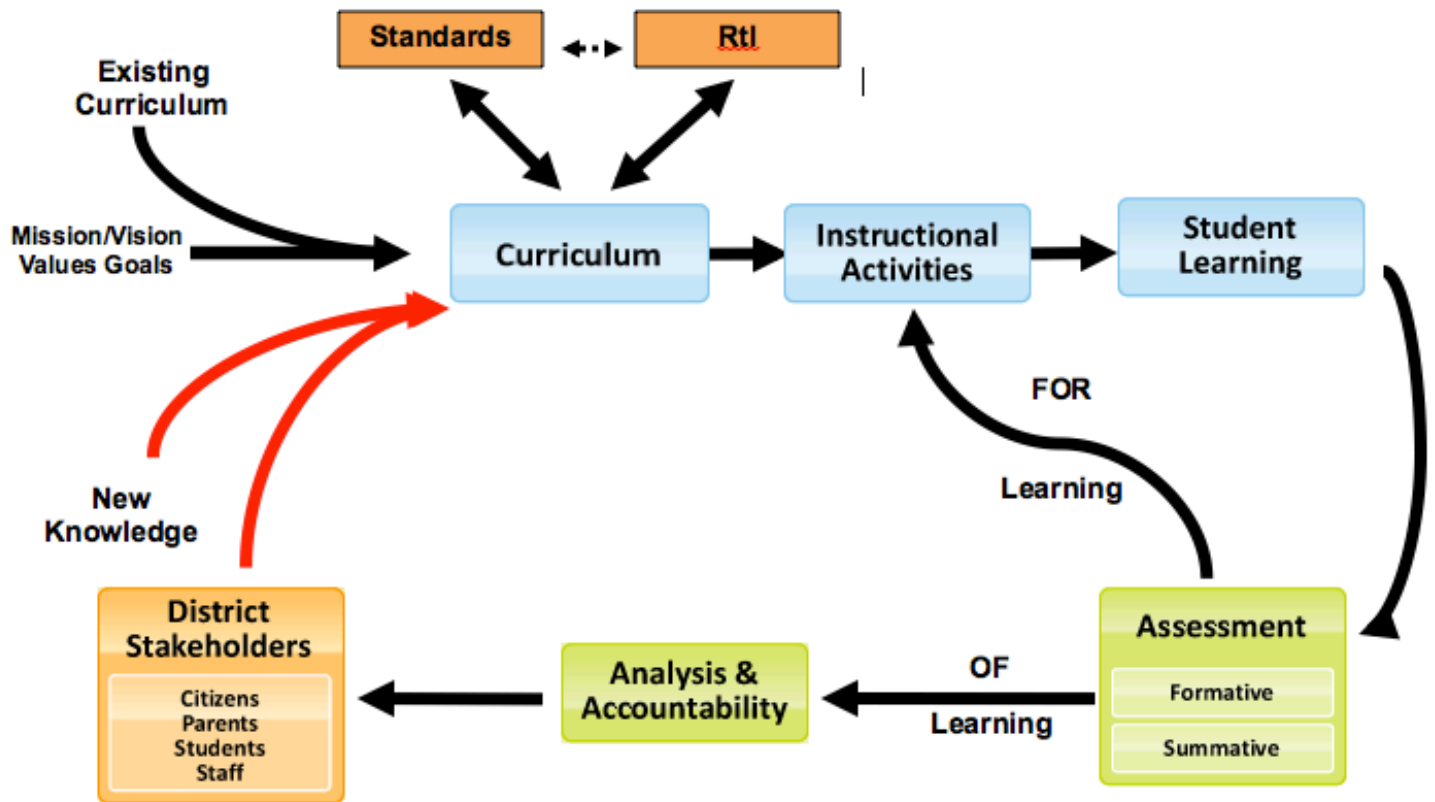 Standards
RtI
Existing
Curriculum
Mission/Vision
Values Goals
Curriculum
Instructional
Activities
Student
Learning
FOR
Learning
New
Knowledge
District
Stakeholders
Citizens
Parents
Students
Staff
Analysis &
Accountability
OF
Learning
Assessment
Formative
Summative